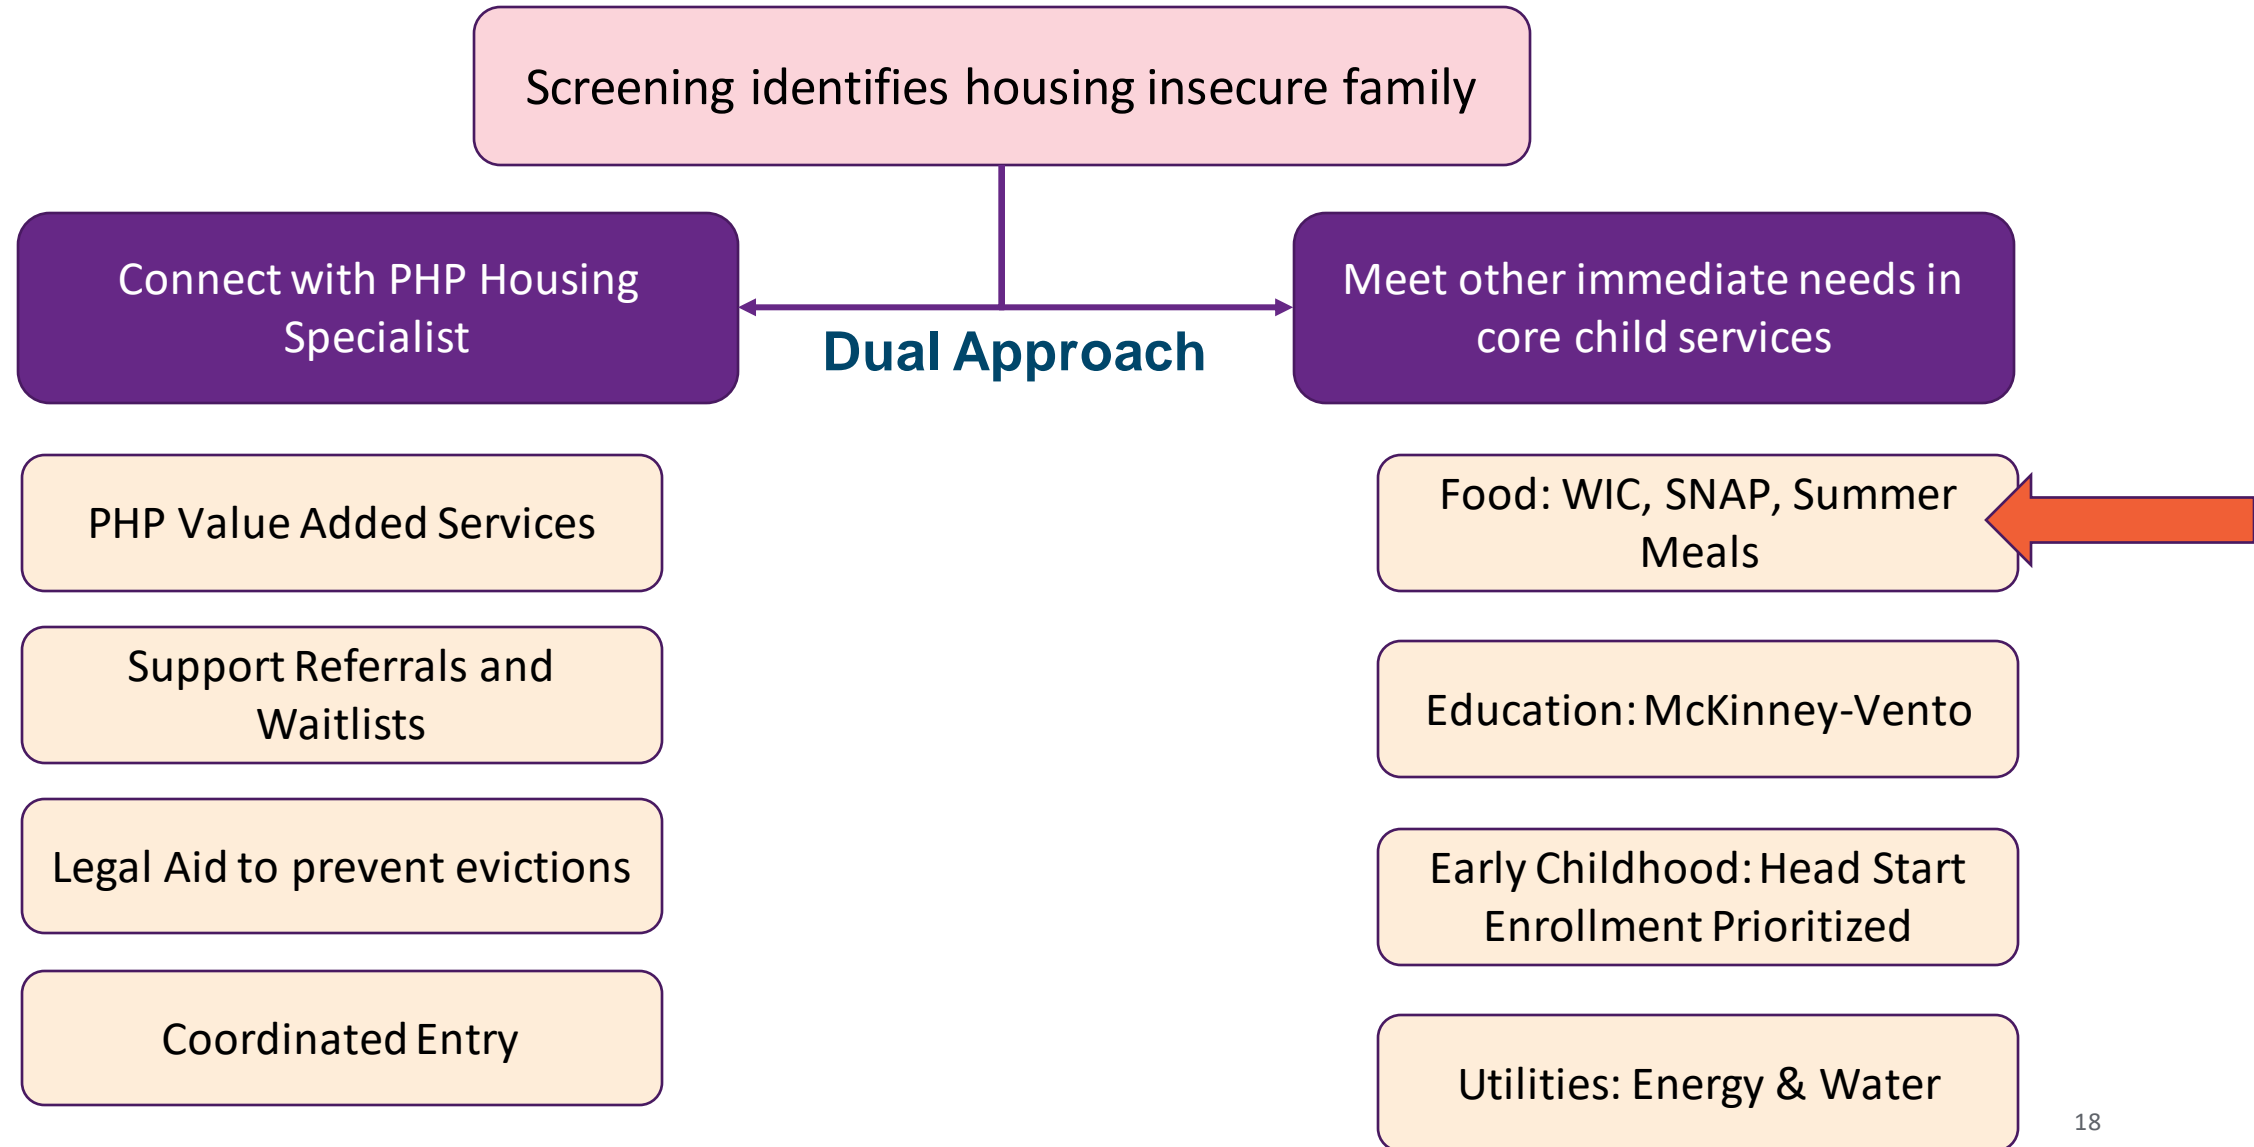 Screening identifies housing insecure family
Connect with PHP Housing
Specialist
Dual Approach
Meet other immediate needs in
core child services
PHP Value Added Services
Support Referrals and
Waitlists
Legal Aid to prevent evictions
Coordinated Entry
Food: WIC, SNAP, Summer
Meals
Education: McKinney-Vento
Early Childhood: Head Start
Enrollment Prioritized
Utilities: Energy & Water
18